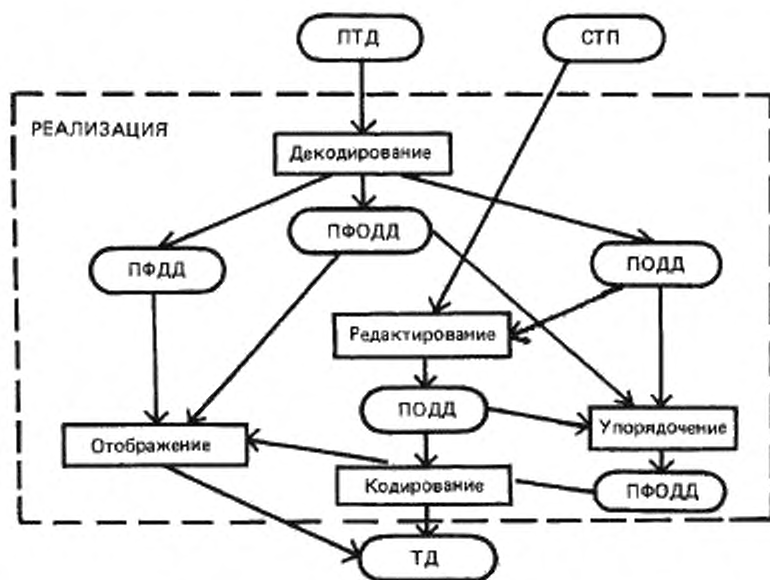 ПТД
СТП
РЕАЛИЗАЦИЯ
Декодирование
ПФОДД
ПФДД
ПОДД
Редактирование
ПОДД
Упорядочение
Отображение
Кодирование
ПФОДД
ТД